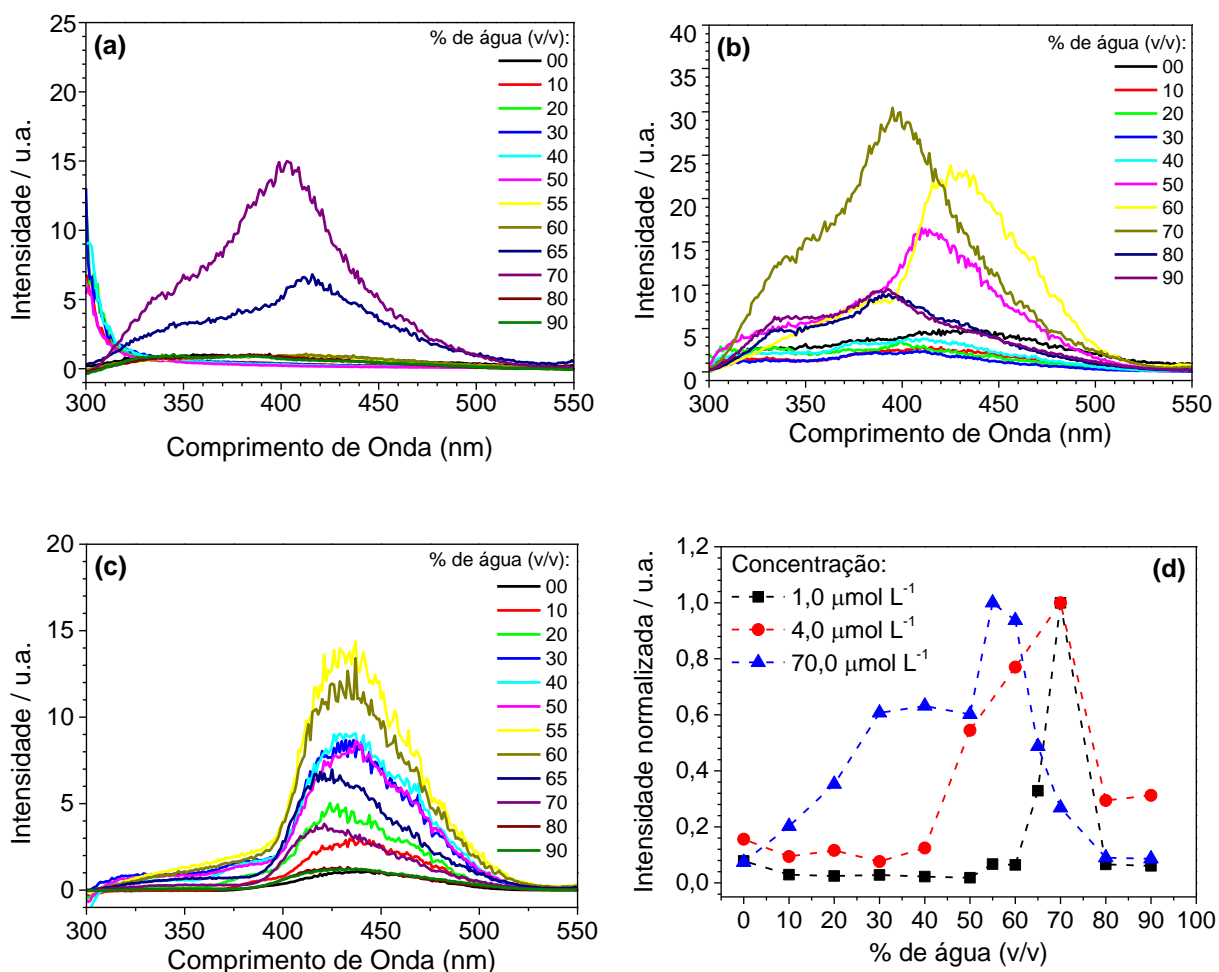 (a)
% de água (v/v):
00
10
20
30
40
50
55
60
65
70
80
90
25
20
15
10
5
0
Intensidade / u.a.
300 350 400 450 500 550
Comprimento de Onda (nm)
(b)
% de água (v/v):
00
10
20
30
40
50
60
70
80
90
40
35
30
25
20
15
10
5
0
Intensidade / u.a.
300 350 400 450 500 550
Comprimento de Onda (nm)
(c)
% de água (v/v):
00
10
20
30
40
50
55
60
65
70
80
90
20
15
10
5
0
Intensidade / u.a.
300 350 400 450 500 550
Comprimento de Onda (nm)
(d)
Concentração:
1,0 μmol L⁻¹
4,0 μmol L⁻¹
70,0 μmol L⁻¹
1,2
1,0
0,8
0,6
0,4
0,2
0,0
Intensidade normalizada / u.a.
0 10 20 30 40 50 60 70 80 90 100
% de água (v/v)